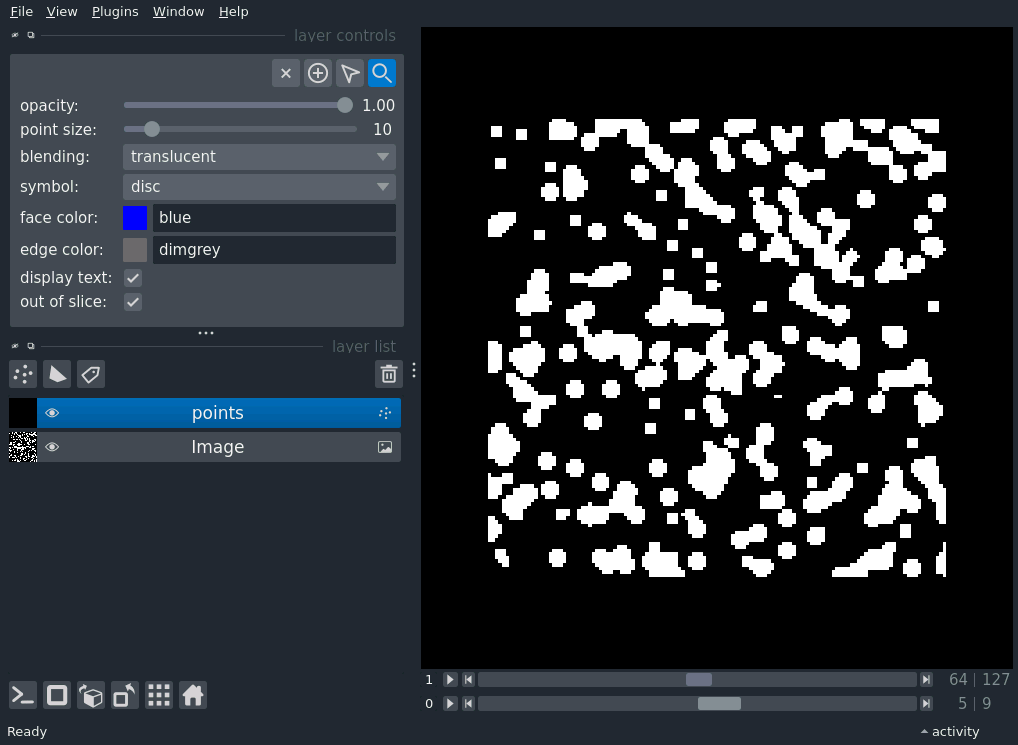 File View Plugins Window Help
layer controls
opacity: 1.00
point size: 10
blending: translucent
symbol: disc
face color: blue
edge color: dimgrey
display text:
out of slice:
layer list
points
Image
1 64 | 127
0 5 | 9
Ready activity